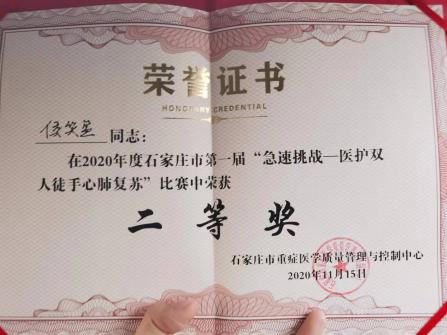 荣誉证书
HONORARY CREDENTIAL
侯笑 同志：
在2020年度石家庄市第一届“急速挑战—医护双
人徒手心肺复苏”比赛中荣获
二等奖
石家庄市重症医学质量管理与控制中心
2020年11月15日